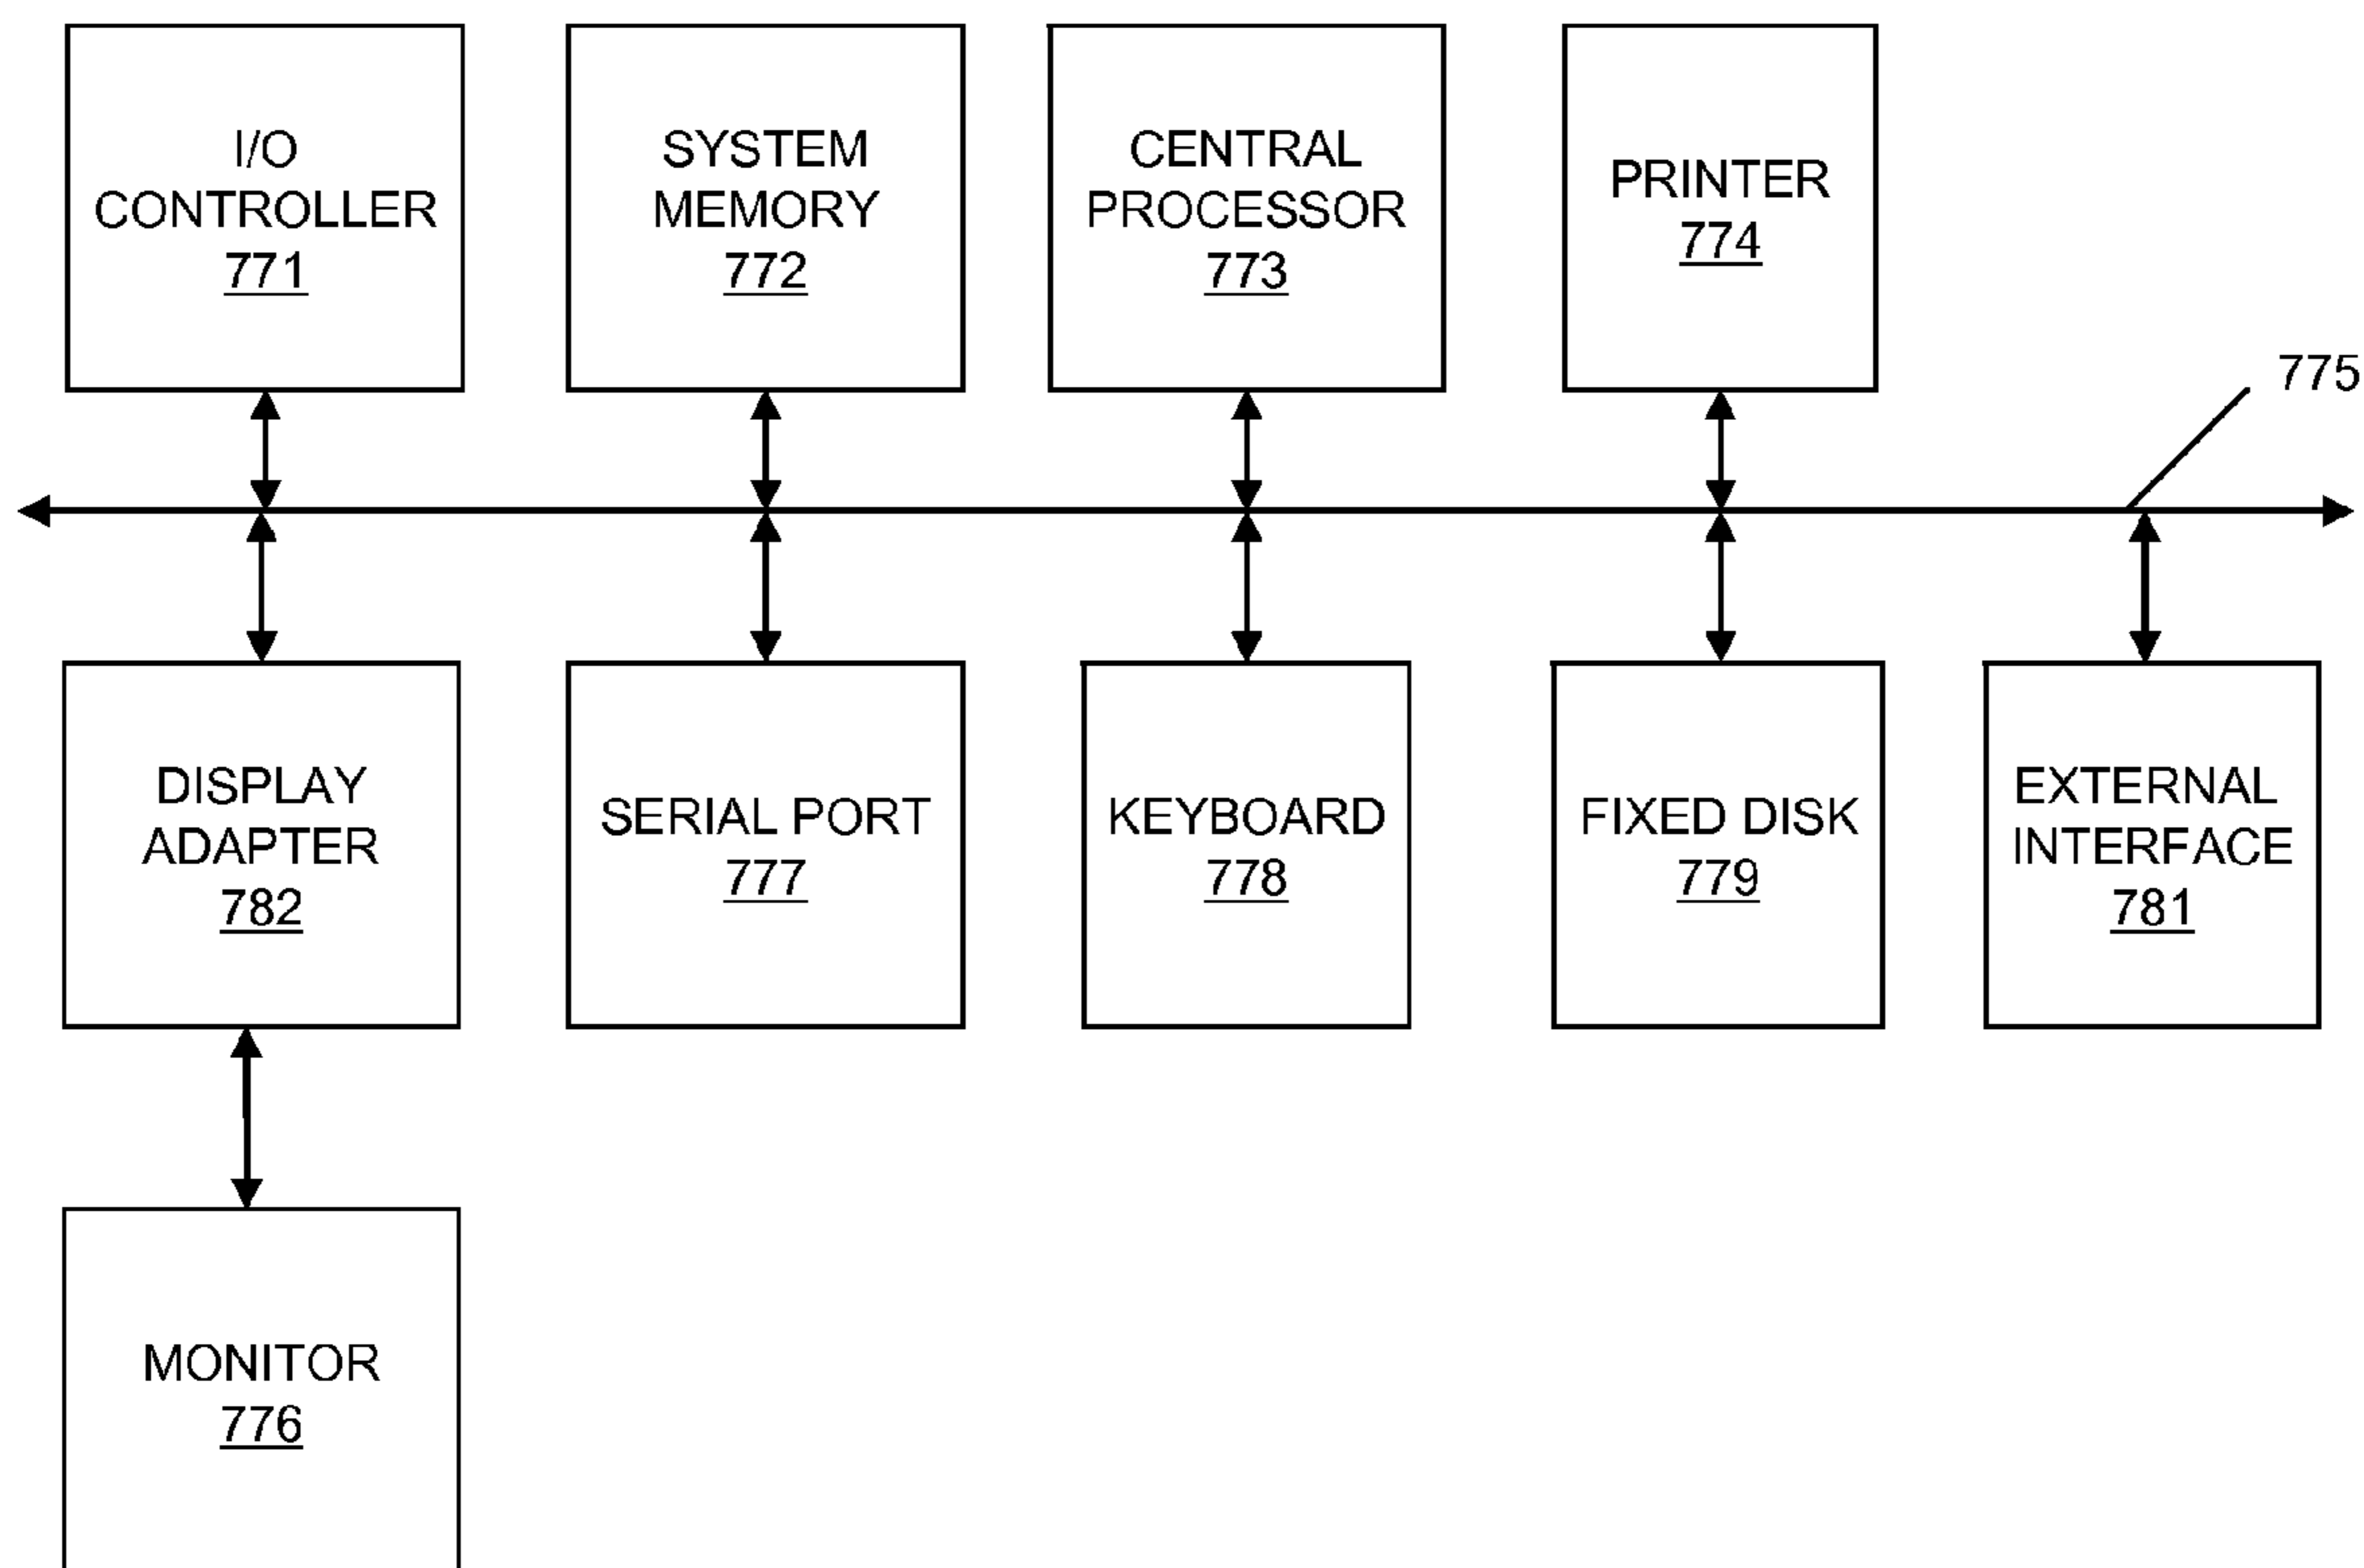 I/O
CONTROLLER
771
SYSTEM
MEMORY
772
CENTRAL
PROCESSOR
773
PRINTER
774
775
DISPLAY
ADAPTER
782
SERIAL PORT
777
KEYBOARD
778
FIXED DISK
779
EXTERNAL
INTERFACE
781
MONITOR
776